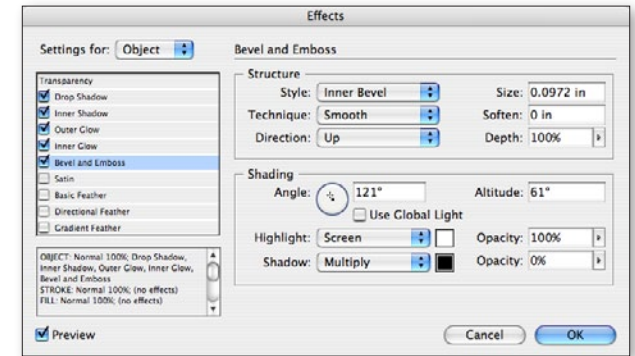 Effects
Settings for: Object
Transparency
Drop Shadow
Inner Shadow
Outer Glow
Inner Glow
Bevel and Emboss
Satin
Basic Feather
Directional Feather
Gradient Feather
OBJECT: Normal 100%; Drop Shadow,
Inner Shadow, Outer Glow, Inner Glow,
Bevel and Emboss
STROKE: Normal 100%; (no effects)
FILL: Normal 100%; (no effects)
Preview
Bevel and Emboss
Structure
Style: Inner Bevel Size: 0.0972 in
Technique: Smooth Soften: 0 in
Direction: Up Depth: 100%
Shading
Angle: 121° Altitude: 61°
Use Global Light
Highlight: Screen Opacity: 100%
Shadow: Multiply Opacity: 0%
Cancel OK